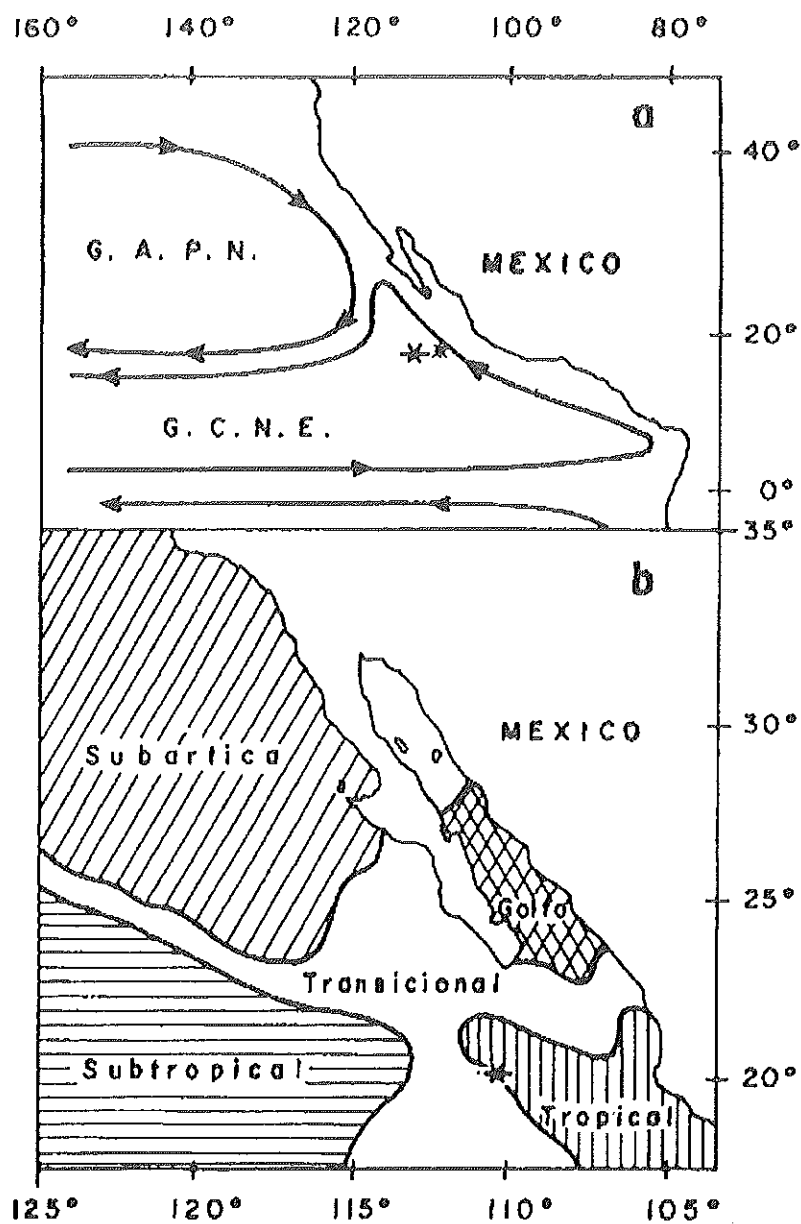 160° 140° 120° 100° 80°
a
40°
G. A. P. N.
MEXICO
20°
G. C. N. E.
0°
35°
b
30°
MEXICO
Subártica
25°
Golfo
Transicional
Subtropical
20°
Tropical
125° 120° 115° 110° 105°